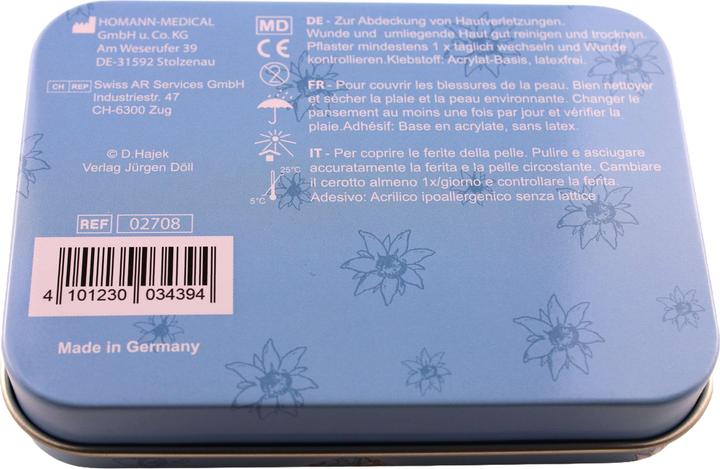 HOMANN-MEDICAL
GmbH u. Co. KG
Am Weserufer 39
DE-31592 Stolzenau
CH REP Swiss AR Services GmbH
Industriestr. 47
CH-6300 Zug
© D.Hajek
Verlag Jürgen Döll
REF 02708
4 101230 034394
Made in Germany
MD
CE
2
25°C
5°C
DE - Zur Abdeckung von Hautverletzungen.
Wunde und umliegende Haut gut reinigen und trocknen.
Pflaster mindestens 1 x täglich wechseln und Wunde
kontrollieren.Klebstoff: Acrylat-Basis, latexfrei.
FR - Pour couvrir les blessures de la peau. Bien nettoyer
et sécher la plaie et la peau environnante. Changer le
pansement au moins une fois par jour et vérifier la
plaie.Adhésif: Base en acrylate, sans latex.
IT - Per coprire le ferite della pelle. Pulire e asciugare
accuratamente la ferita e la pelle circostante. Cambiare
il cerotto almeno 1x/giorno e controllare la ferita
Adesivo: Acrilico ipoallergenico senza lattice